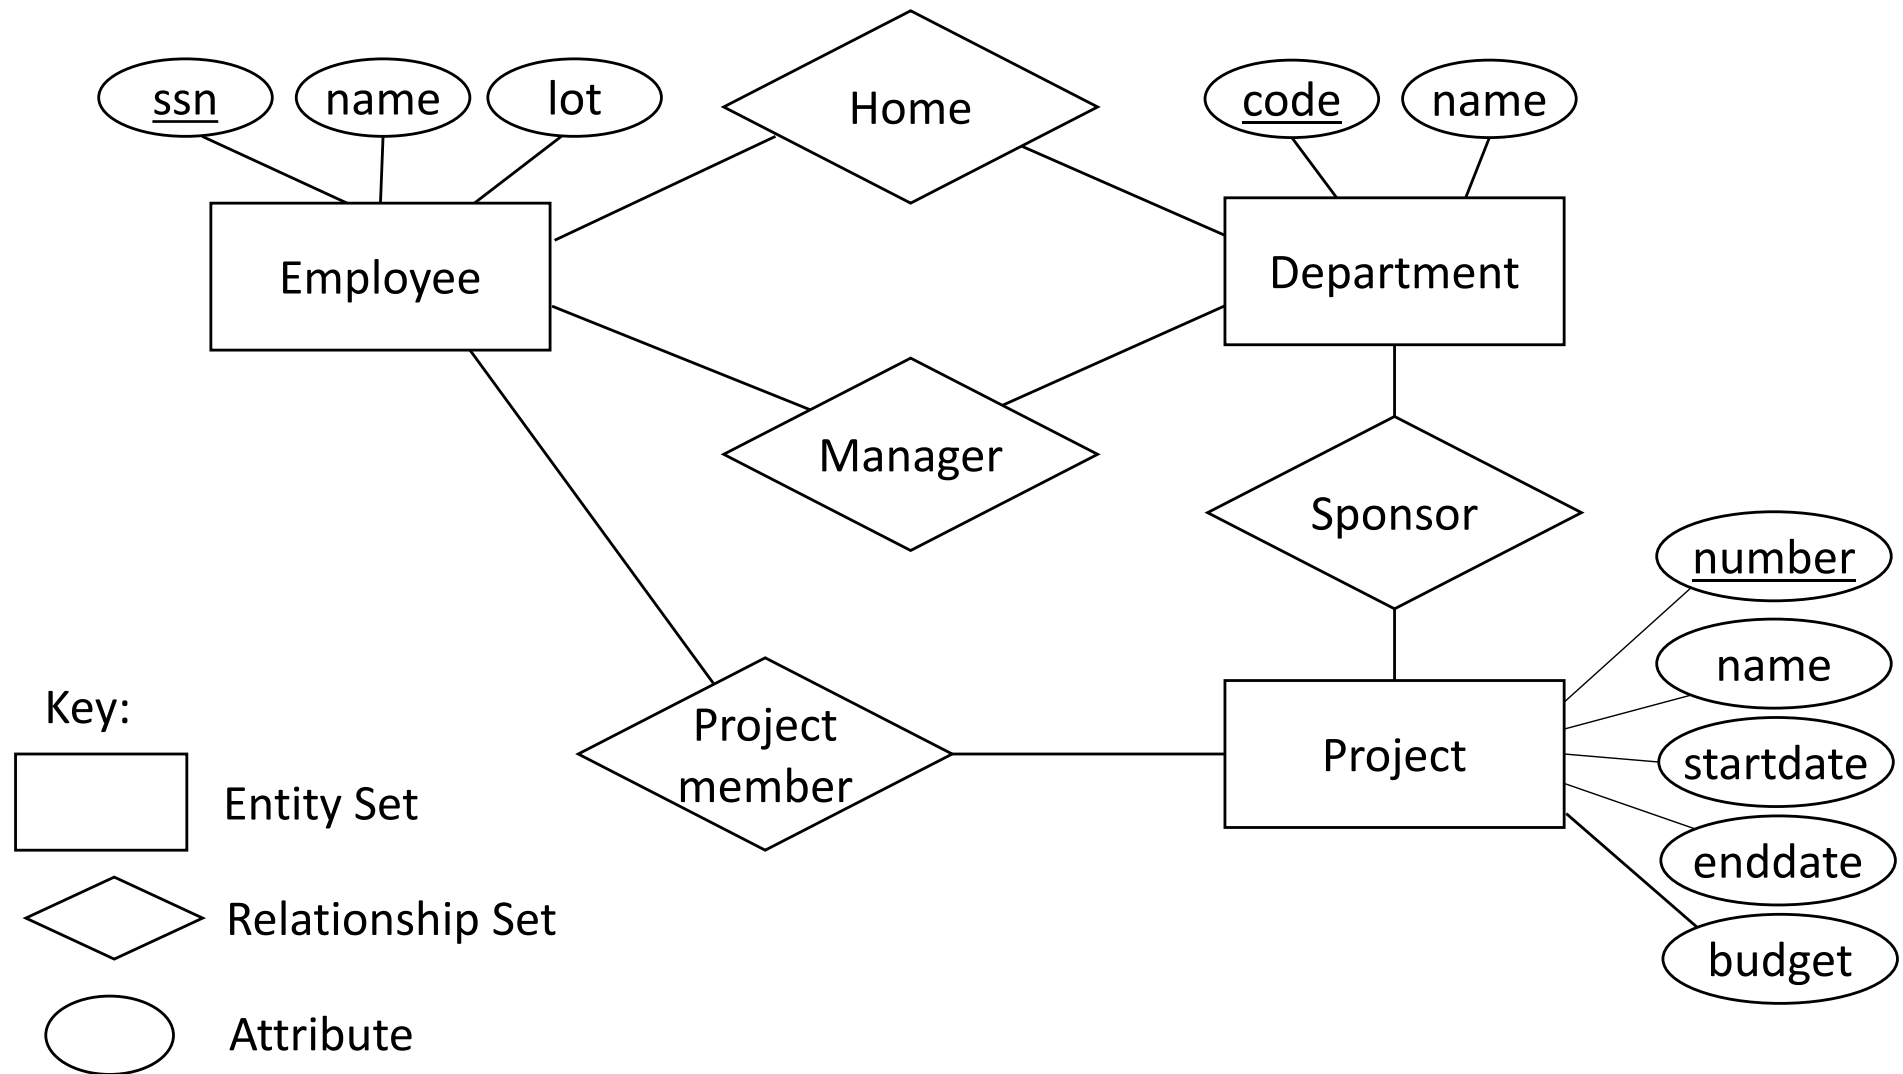 ssn
name
lot
Home
code
name
Employee
Department
Manager
Sponsor
number
name
Project
member
Project
startdate
enddate
budget
Key:
Entity Set
Relationship Set
Attribute